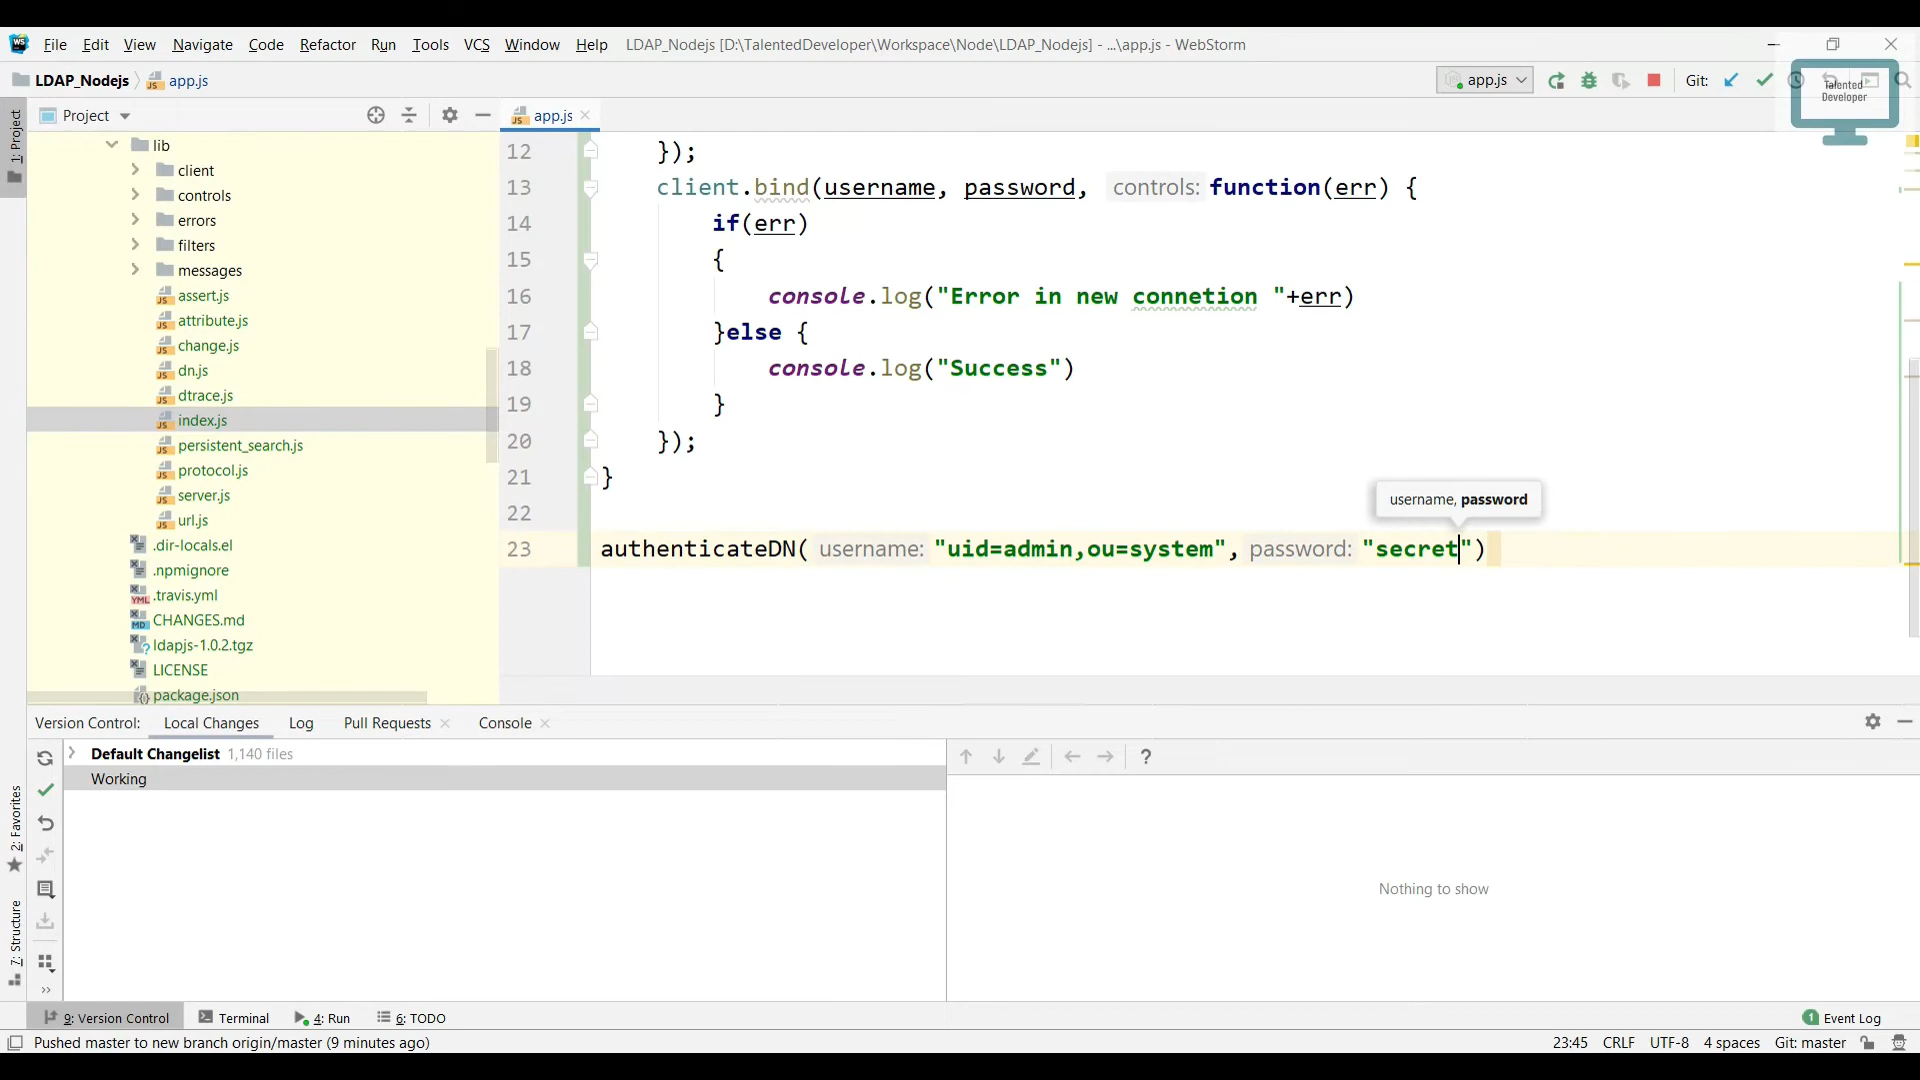 WS File Edit View Navigate Code Refactor Run Tools VCS Window Help LDAP_Nodejs [D:\TalentedDeveloper\Workspace\Node\LDAP_Nodejs] - ...\app.js - WebStorm
LDAP_Nodejs app.js app.js Git: Talented Developer
1: Project
Project
app.js
lib
client
controls
errors
filters
messages
assert.js
attribute.js
change.js
dn.js
dtrace.js
index.js
persistent_search.js
protocol.js
server.js
url.js
.dir-locals.el
.npmignore
.travis.yml
CHANGES.md
ldapjs-1.0.2.tgz
LICENSE
package.json
12 });
13 client.bind(username, password, controls: function(err) {
14 if(err)
15 {
16 console.log("Error in new connetion "+err)
17 }else {
18 console.log("Success")
19 }
20 });
21 }
22
username, password
23 authenticateDN( username: "uid=admin,ou=system", password: "secret")
Version Control: Local Changes Log Pull Requests Console
Default Changelist 1,140 files
Working
?
Nothing to show
2: Favorites
7: Structure
9: Version Control Terminal 4: Run 6: TODO 1 Event Log
Pushed master to new branch origin/master (9 minutes ago) 23:45 CRLF UTF-8 4 spaces Git: master